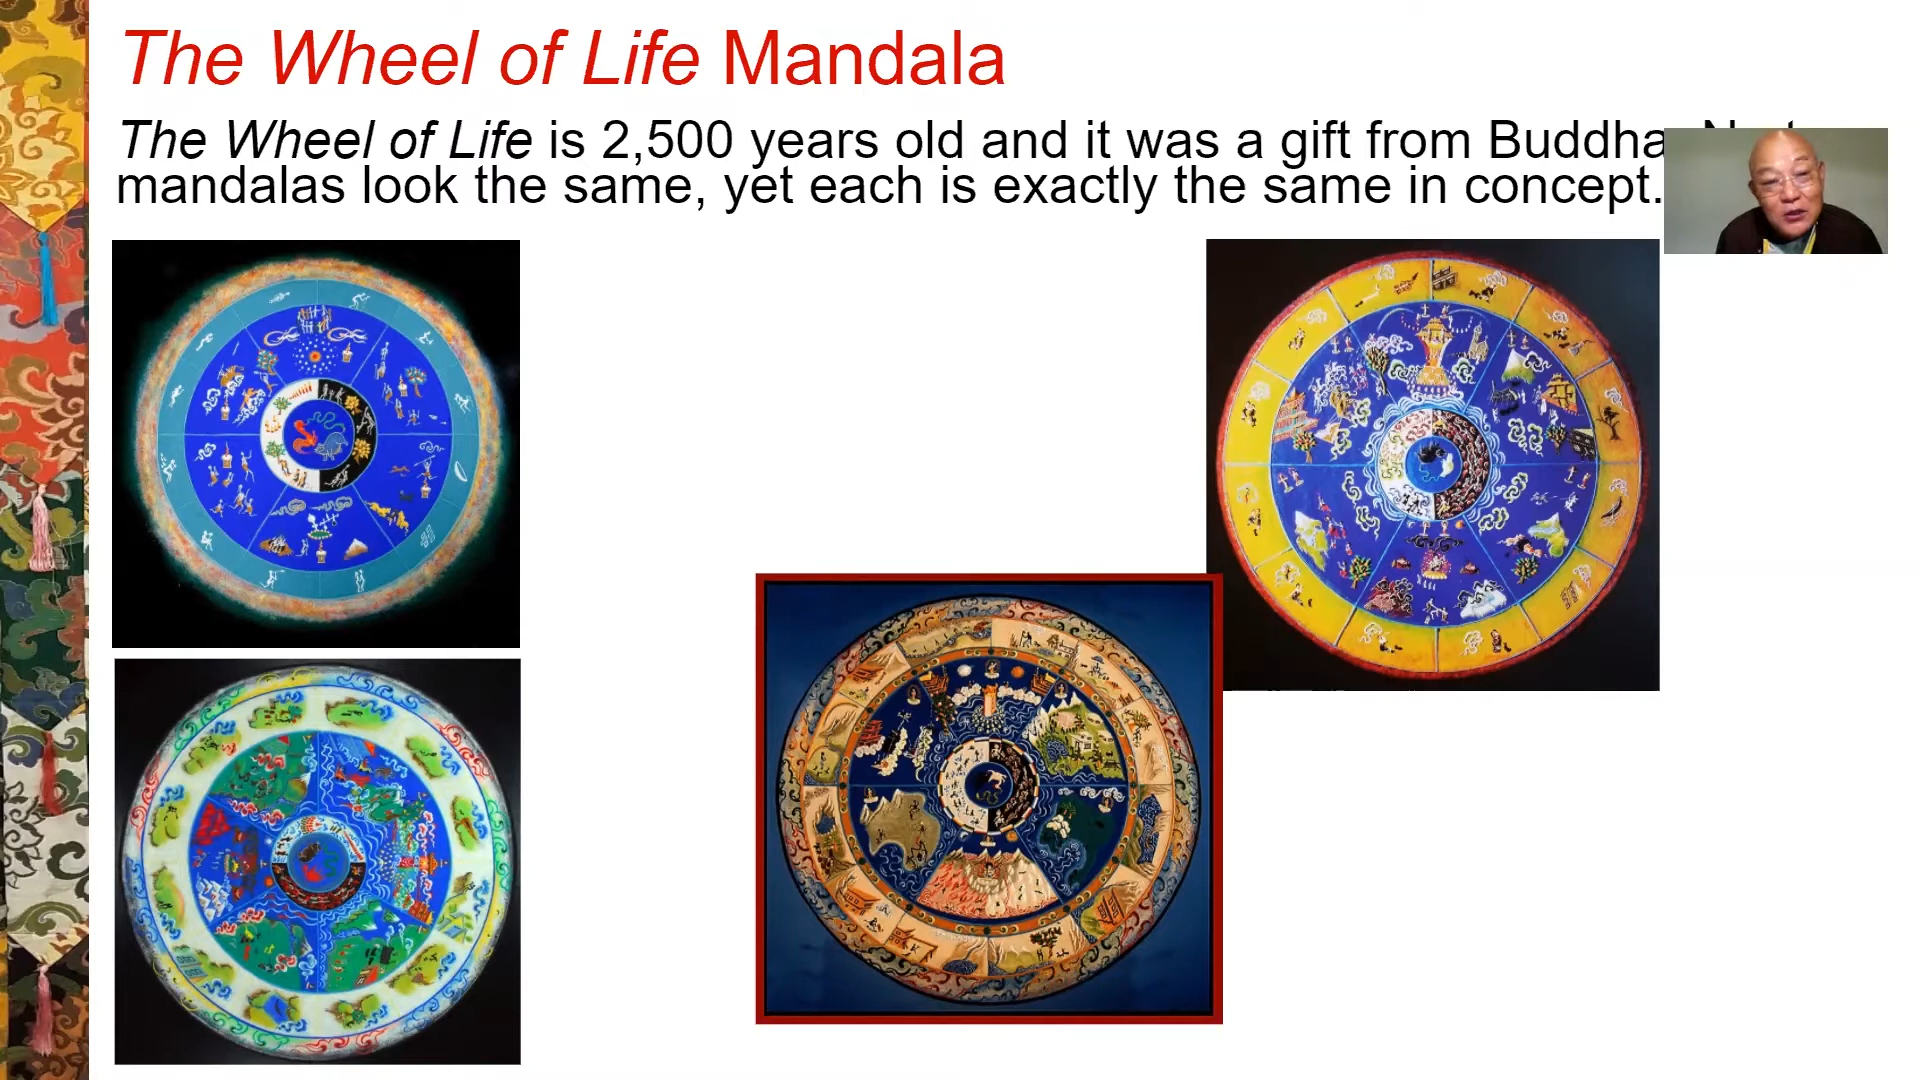 The Wheel of Life Mandala
The Wheel of Life is 2,500 years old and it was a gift from Buddha
mandalas look the same, yet each is exactly the same in concept.